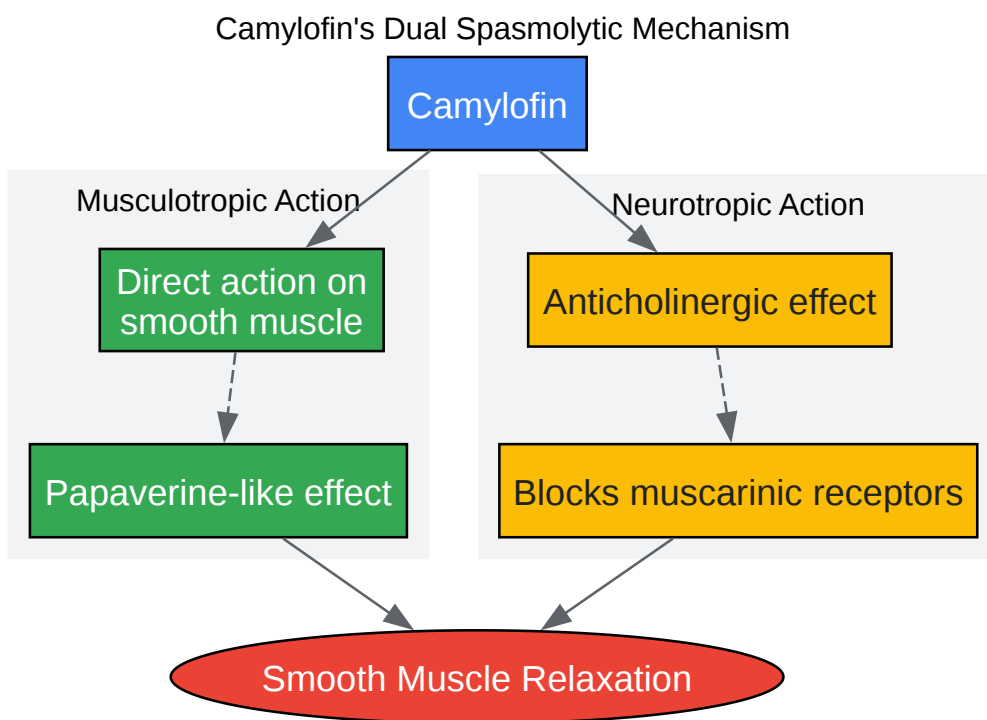 Camylofin's Dual Spasmolytic Mechanism
Camylofin
Musculotropic Action
Direct action on
smooth muscle
Papaverine-like effect
Neurotropic Action
Anticholinergic effect
Blocks muscarinic receptors
Smooth Muscle Relaxation